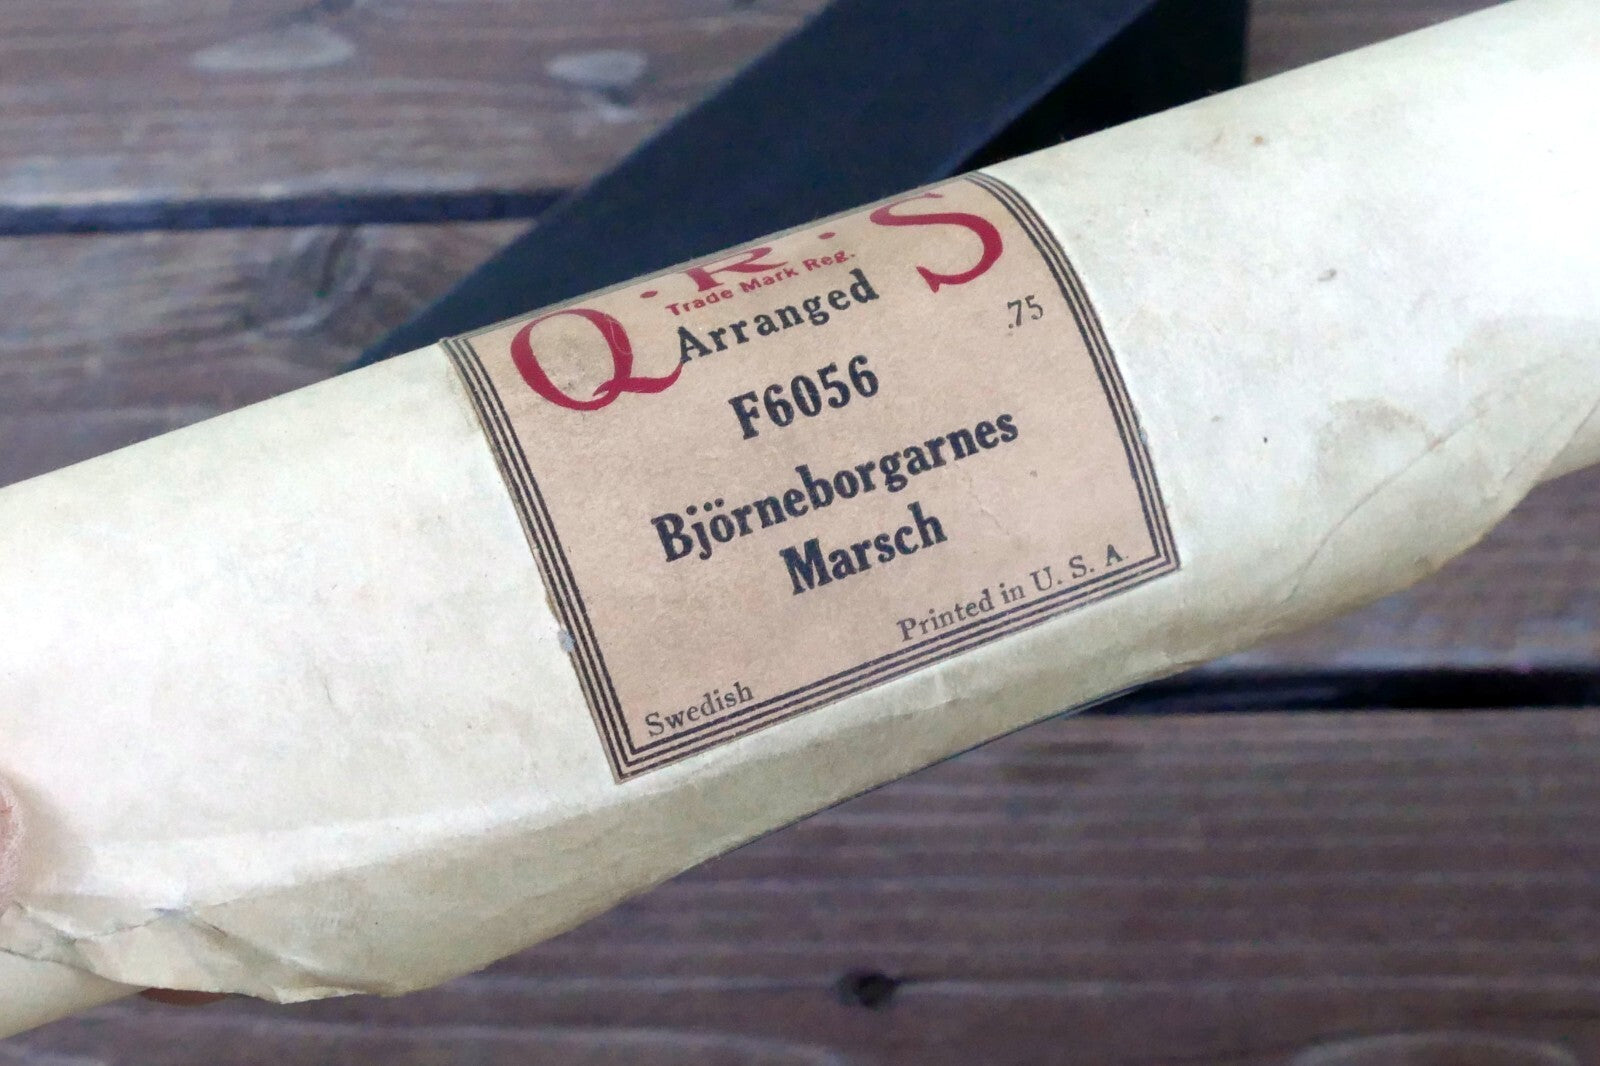 Q·R·S
Trade Mark Reg.
Arranged
.75
F6056
Björneborgarnes
Marsch
Printed in U. S. A.
Swedish